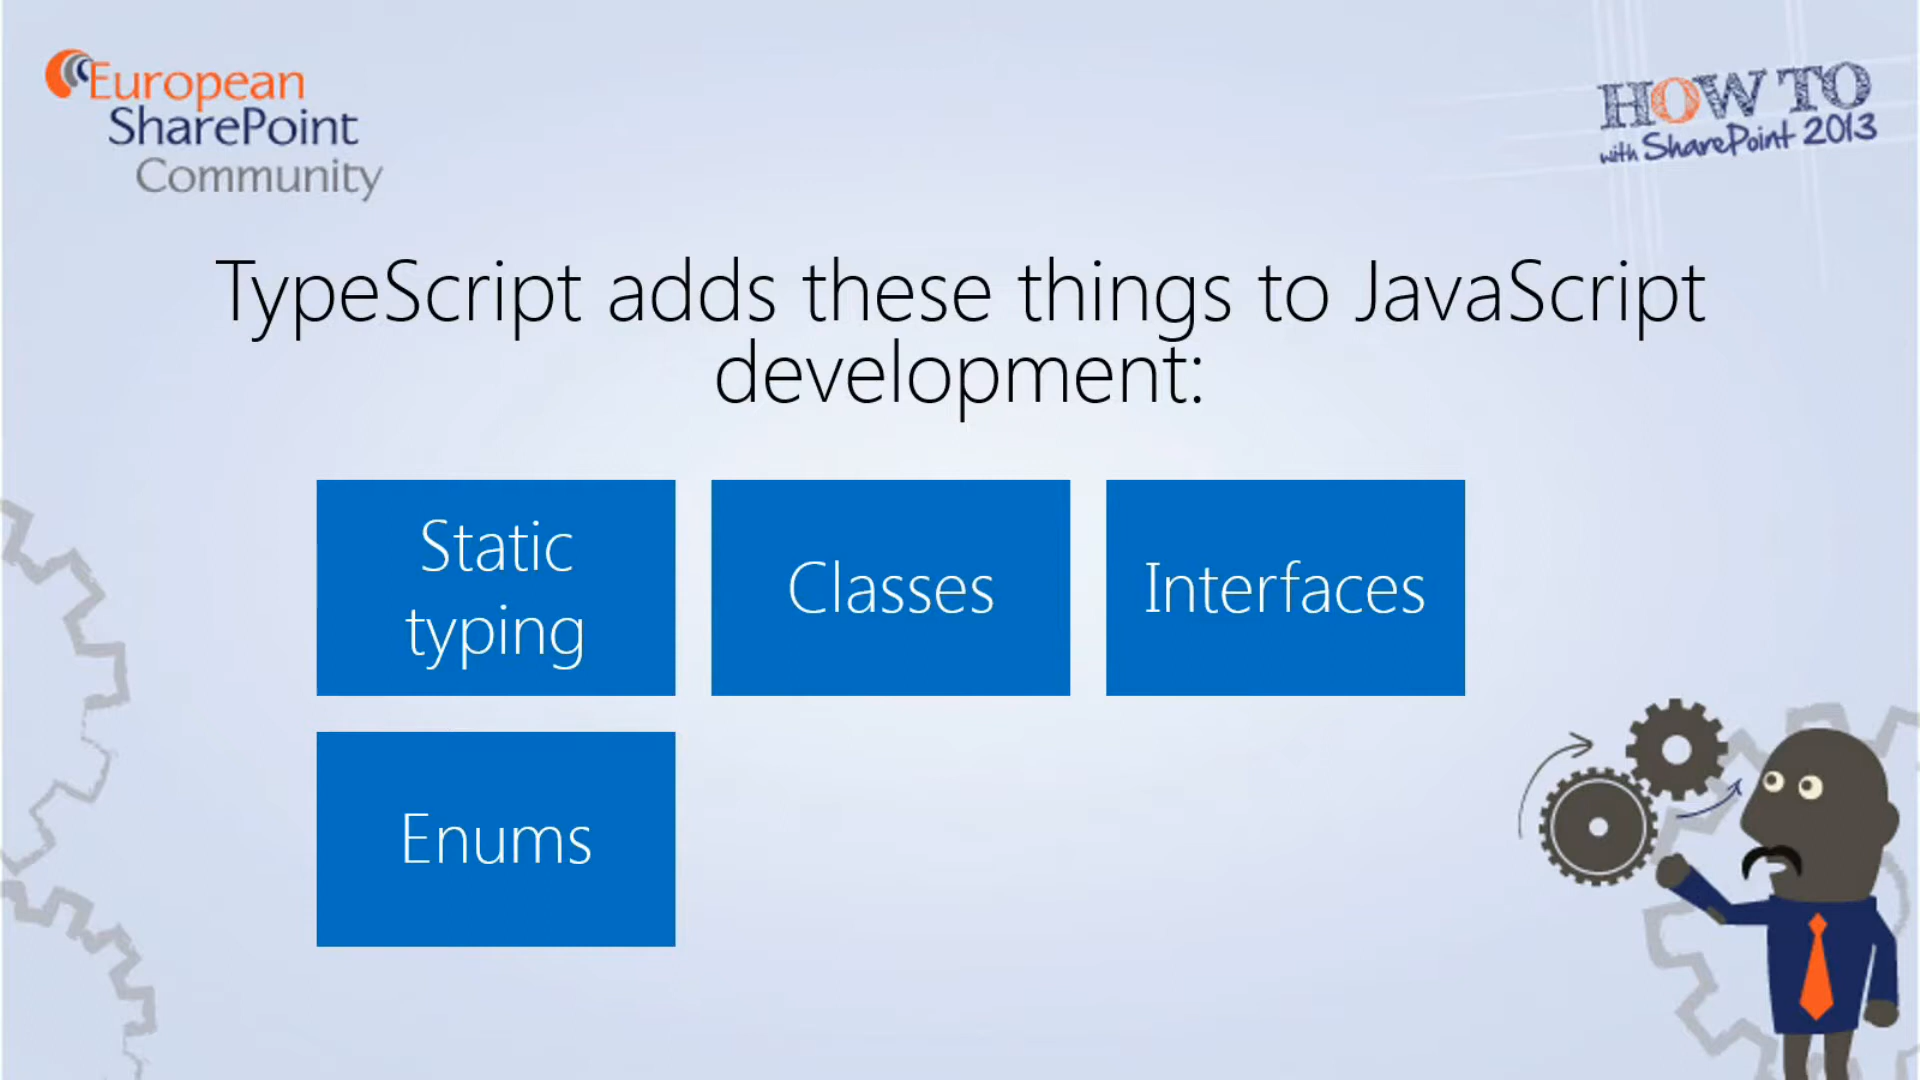 European
SharePoint
Community
HOW TO
with SharePoint 2013
TypeScript adds these things to JavaScript
development:
Static
typing
Classes
Interfaces
Enums